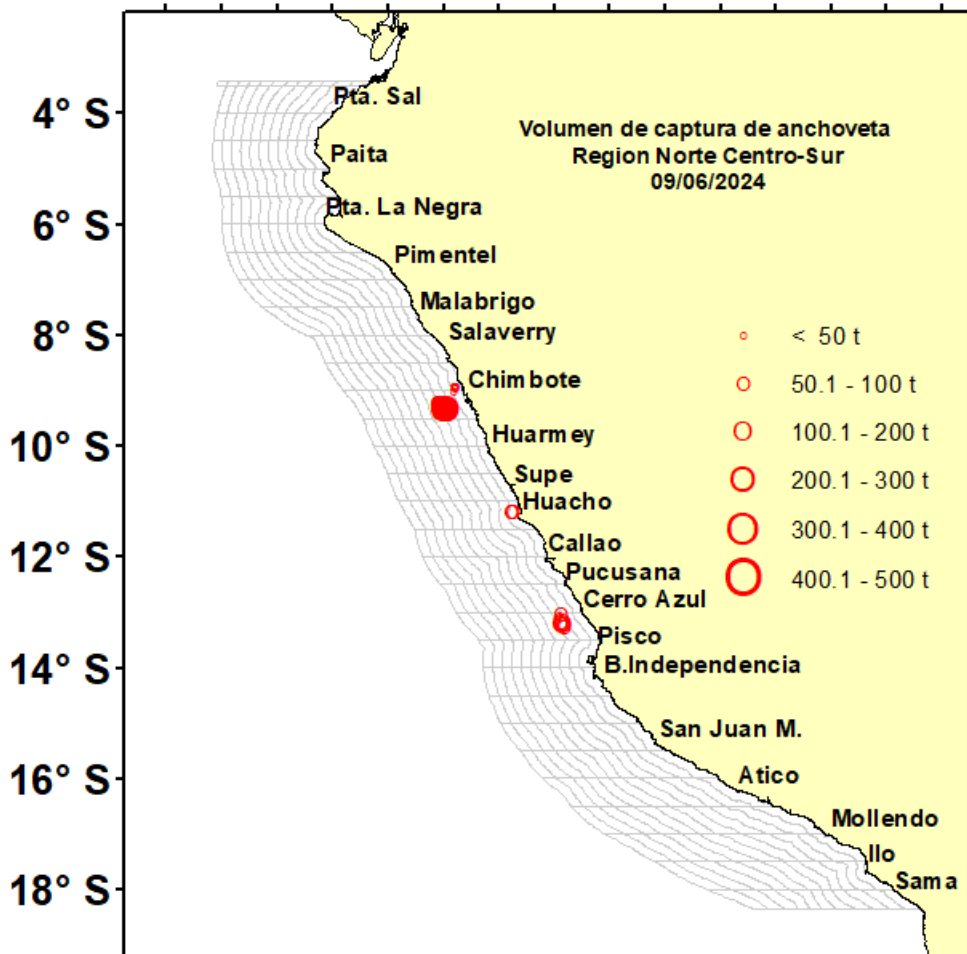 Volumen de captura de anchoveta
Region Norte Centro-Sur
09/06/2024
4° S
6° S
8° S
10° S
12° S
14° S
16° S
18° S
Pta. Sal
Paita
Pta. La Negra
Pimentel
Malabrigo
Salaverry
Chimbote
Huarmey
Supe
Huacho
Callao
Pucusana
Cerro Azul
Pisco
B.Independencia
San Juan M.
Atico
Mollendo
Ilo
Sama
< 50 t
50.1 - 100 t
100.1 - 200 t
200.1 - 300 t
300.1 - 400 t
400.1 - 500 t